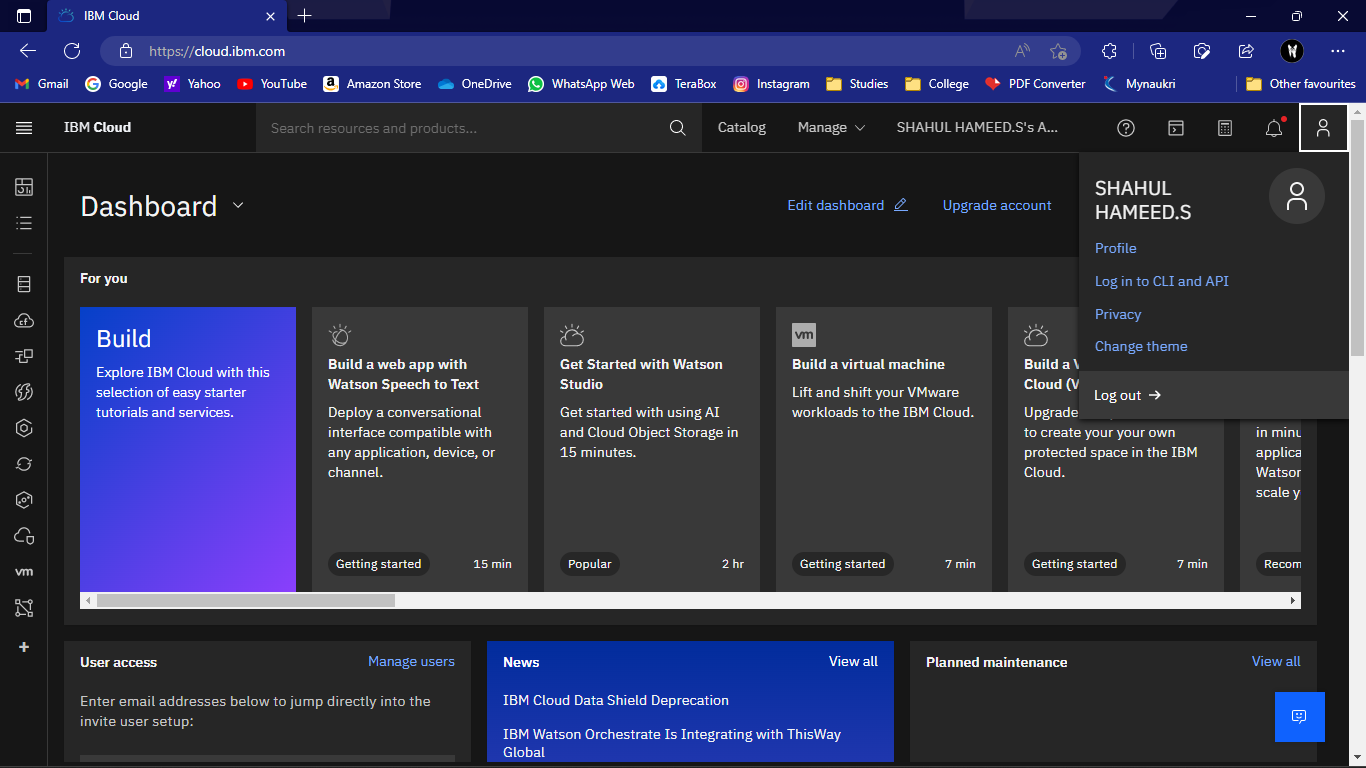 IBM Cloud
https://cloud.ibm.com
Gmail
Google
Yahoo
YouTube
Amazon Store
OneDrive
WhatsApp Web
TeraBox
Instagram
Studies
College
PDF Converter
Mynaukri
Other favourites
IBM Cloud
Search resources and products...
Catalog
Manage
SHAHUL HAMEED.S's A...
SHAHUL
HAMEED.S
Profile
Log in to CLI and API
Privacy
Change theme
Log out
Dashboard
Edit dashboard
Upgrade account
For you
Build
Explore IBM Cloud with this
selection of easy starter
tutorials and services.
Build a web app with
Watson Speech to Text
Deploy a conversational
interface compatible with
any application, device, or
channel.
Getting started
15 min
Get Started with Watson
Studio
Get started with using AI
and Cloud Object Storage in
15 minutes.
Popular
2 hr
vm
Build a virtual machine
Lift and shift your VMware
workloads to the IBM Cloud.
Getting started
7 min
Build a V
Cloud (V
Upgrade
to create your your own
protected space in the IBM
Cloud.
Getting started
7 min
in minu
applica
Watson
scale y
Recom
vm
User access
Manage users
Enter email addresses below to jump directly into the
invite user setup:
News
View all
IBM Cloud Data Shield Deprecation
IBM Watson Orchestrate Is Integrating with ThisWay
Global
Planned maintenance
View all